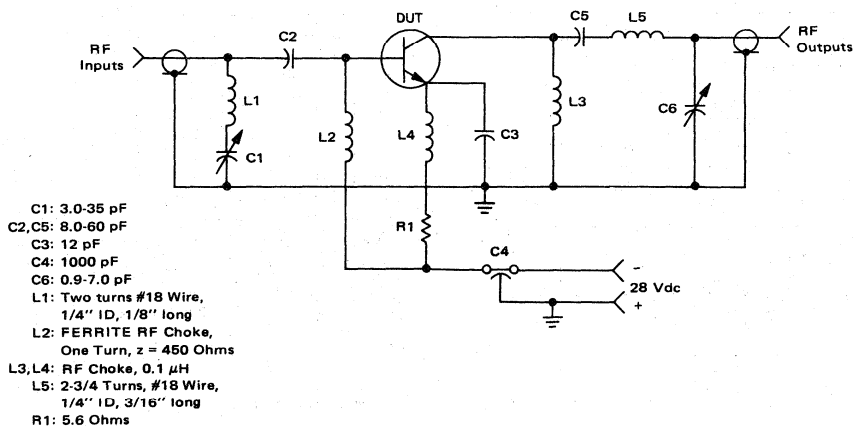 DUT
C5
L5
RF
Inputs
C2
RF
Outputs
L1
L2
L4
C3
L3
C6
C1
R1
C4
−
28 Vdc
+
C1: 3.0-35 pF
C2,C5: 8.0-60 pF
C3: 12 pF
C4: 1000 pF
C6: 0.9-7.0 pF
L1: Two turns #18 Wire,
1/4" ID, 1/8" long
L2: FERRITE RF Choke,
One Turn, z = 450 Ohms
L3,L4: RF Choke, 0.1 μH
L5: 2-3/4 Turns, #18 Wire,
1/4" ID, 3/16" long
R1: 5.6 Ohms